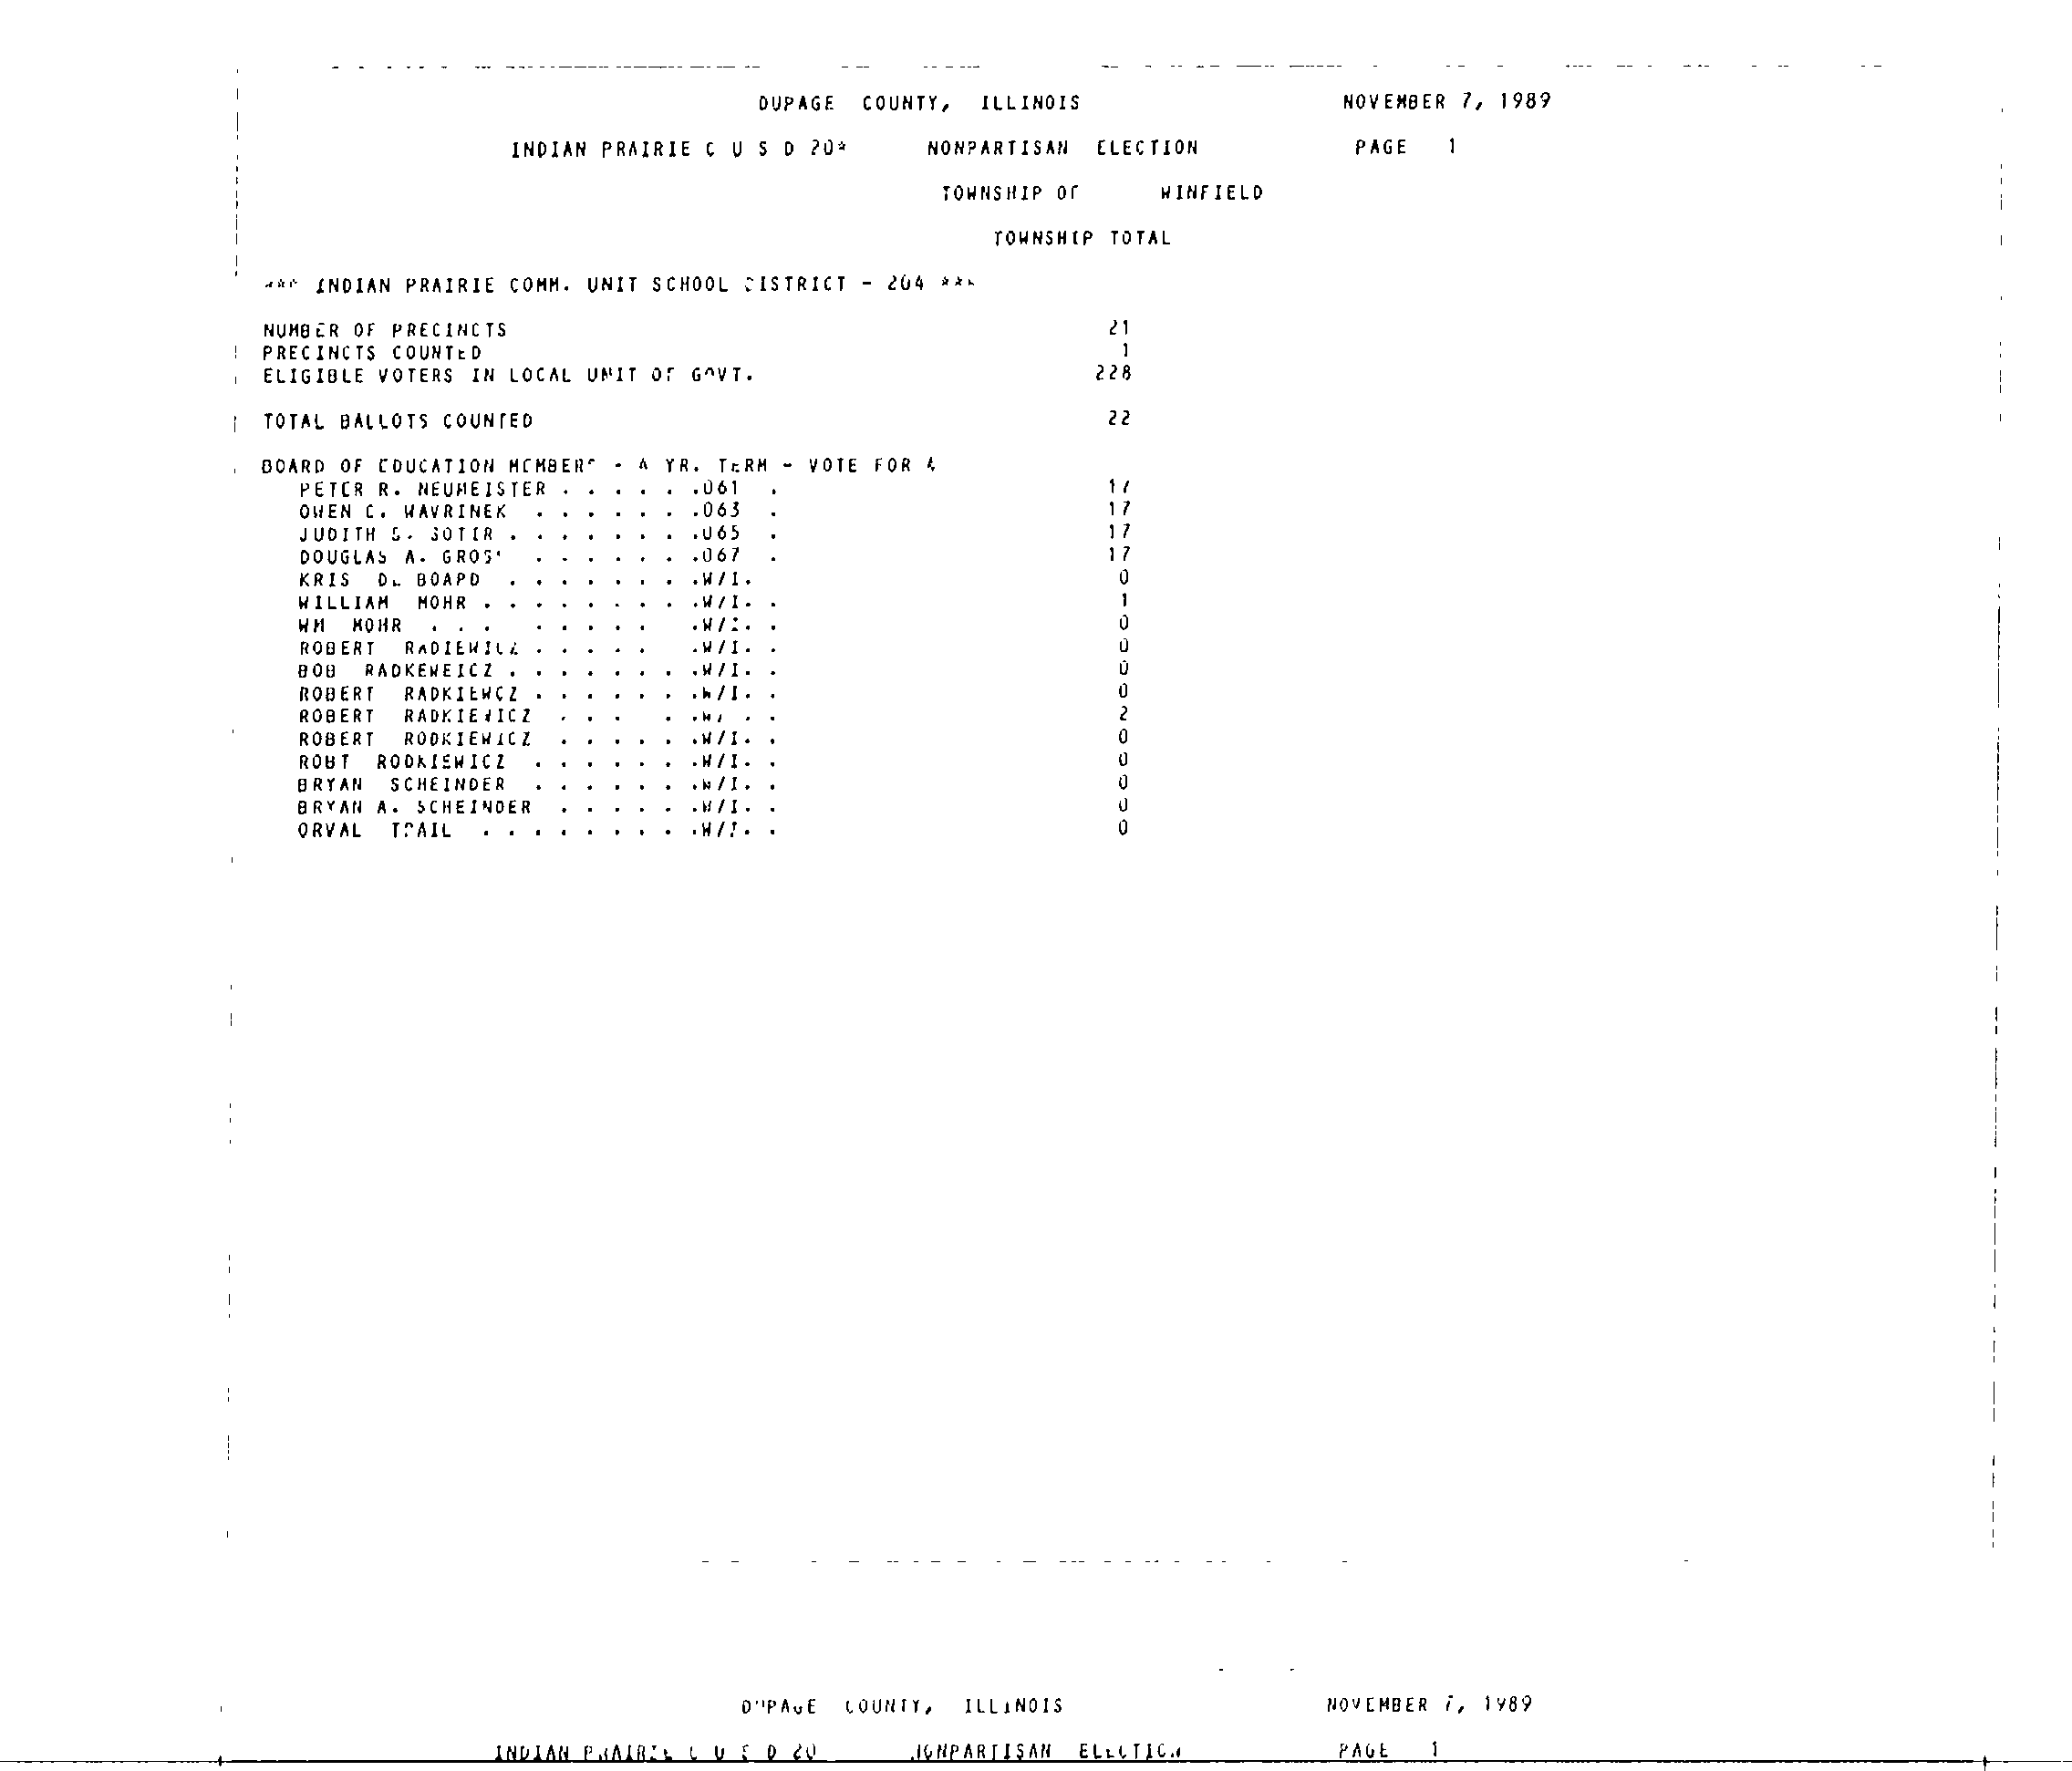 DUPAGE COUNTY, ILLINOIS NOVEMBER 7, 1989
INDIAN PRAIRIE C U S D 20* NONPARTISAN ELECTION PAGE 1
TOWNSHIP OF WINFIELD
TOWNSHIP TOTAL
*** INDIAN PRAIRIE COMM. UNIT SCHOOL DISTRICT - 204 ***
NUMBER OF PRECINCTS 21
PRECINCTS COUNTED 1
ELIGIBLE VOTERS IN LOCAL UNIT OF GOVT. 228
TOTAL BALLOTS COUNTED 22
BOARD OF EDUCATION MEMBERS - 4 YR. TERM - VOTE FOR 4
PETER R. NEUMEISTER . . . . . .061 . 17
OWEN C. WAVRINEK . . . . . . .063 . 17
JUDITH S. SOTIR . . . . . . . .065 . 17
DOUGLAS A. GROS . . . . . . .067 . 17
KRIS DE BOARD . . . . . . . .W/I. 0
WILLIAM MOHR . . . . . . . . .W/I. . 1
WM MOHR . . . . . . . . .W/I. . 0
ROBERT RADIEWICZ . . . . . .W/I. . 0
BOB RADKEWEICZ . . . . . . . .W/I. . 0
ROBERT RADKIEWCZ . . . . . . .W/I. . 0
ROBERT RADKIEWICZ . . . . .W/ . . 2
ROBERT RODKIEWICZ . . . . . .W/I. . 0
ROBT RODKIEWICZ . . . . . . .W/I. . 0
BRYAN SCHEINDER . . . . . . .W/I. . 0
BRYAN A. SCHEINDER . . . . . .W/I. . 0
ORVAL TRAIL . . . . . . . . .W/I. . 0
DUPAGE COUNTY, ILLINOIS NOVEMBER 7, 1989
INDIAN PRAIRIE C U S D 20 NONPARTISAN ELECTION PAGE 1